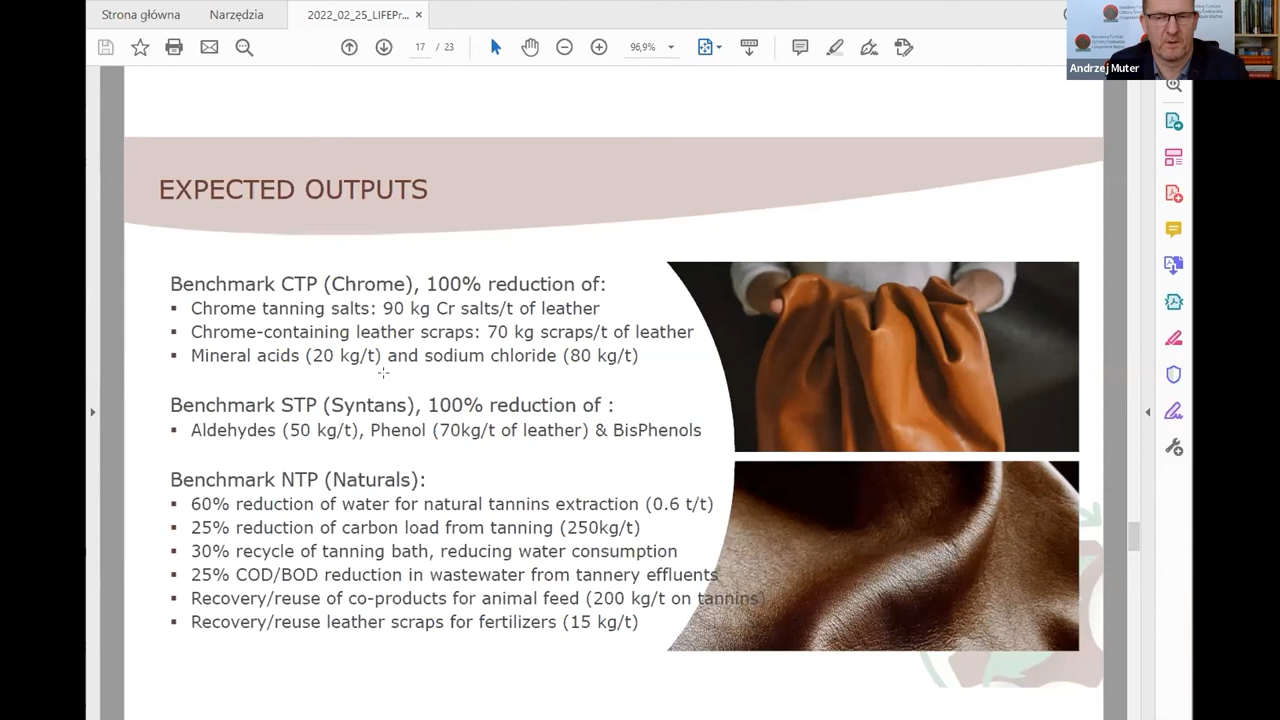 Strona główna
Narzędzia
2022_02_25_LIFEPr... ×
/ 23
96,9%
Andrzej Muter
EXPECTED OUTPUTS
Benchmark CTP (Chrome), 100% reduction of:
▪ Chrome tanning salts: 90 kg Cr salts/t of leather
▪ Chrome-containing leather scraps: 70 kg scraps/t of leather
▪ Mineral acids (20 kg/t) and sodium chloride (80 kg/t)
Benchmark STP (Syntans), 100% reduction of :
▪ Aldehydes (50 kg/t), Phenol (70kg/t of leather) & BisPhenols
Benchmark NTP (Naturals):
▪ 60% reduction of water for natural tannins extraction (0.6 t/t)
▪ 25% reduction of carbon load from tanning (250kg/t)
▪ 30% recycle of tanning bath, reducing water consumption
▪ 25% COD/BOD reduction in wastewater from tannery effluents
▪ Recovery/reuse of co-products for animal feed (200 kg/t on tannins)
▪ Recovery/reuse leather scraps for fertilizers (15 kg/t)